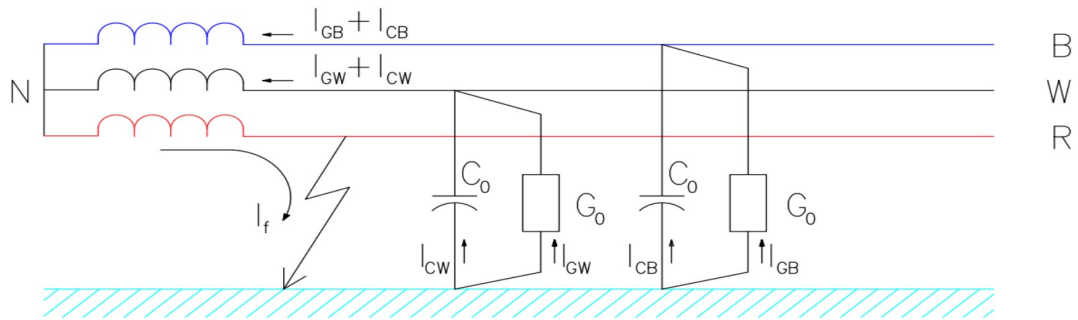 I_GB + I_CB
B
I_GW + I_CW
N
W
R
C_0
C_0
G_0
G_0
I_f
I_CW
I_GW
I_CB
I_GB